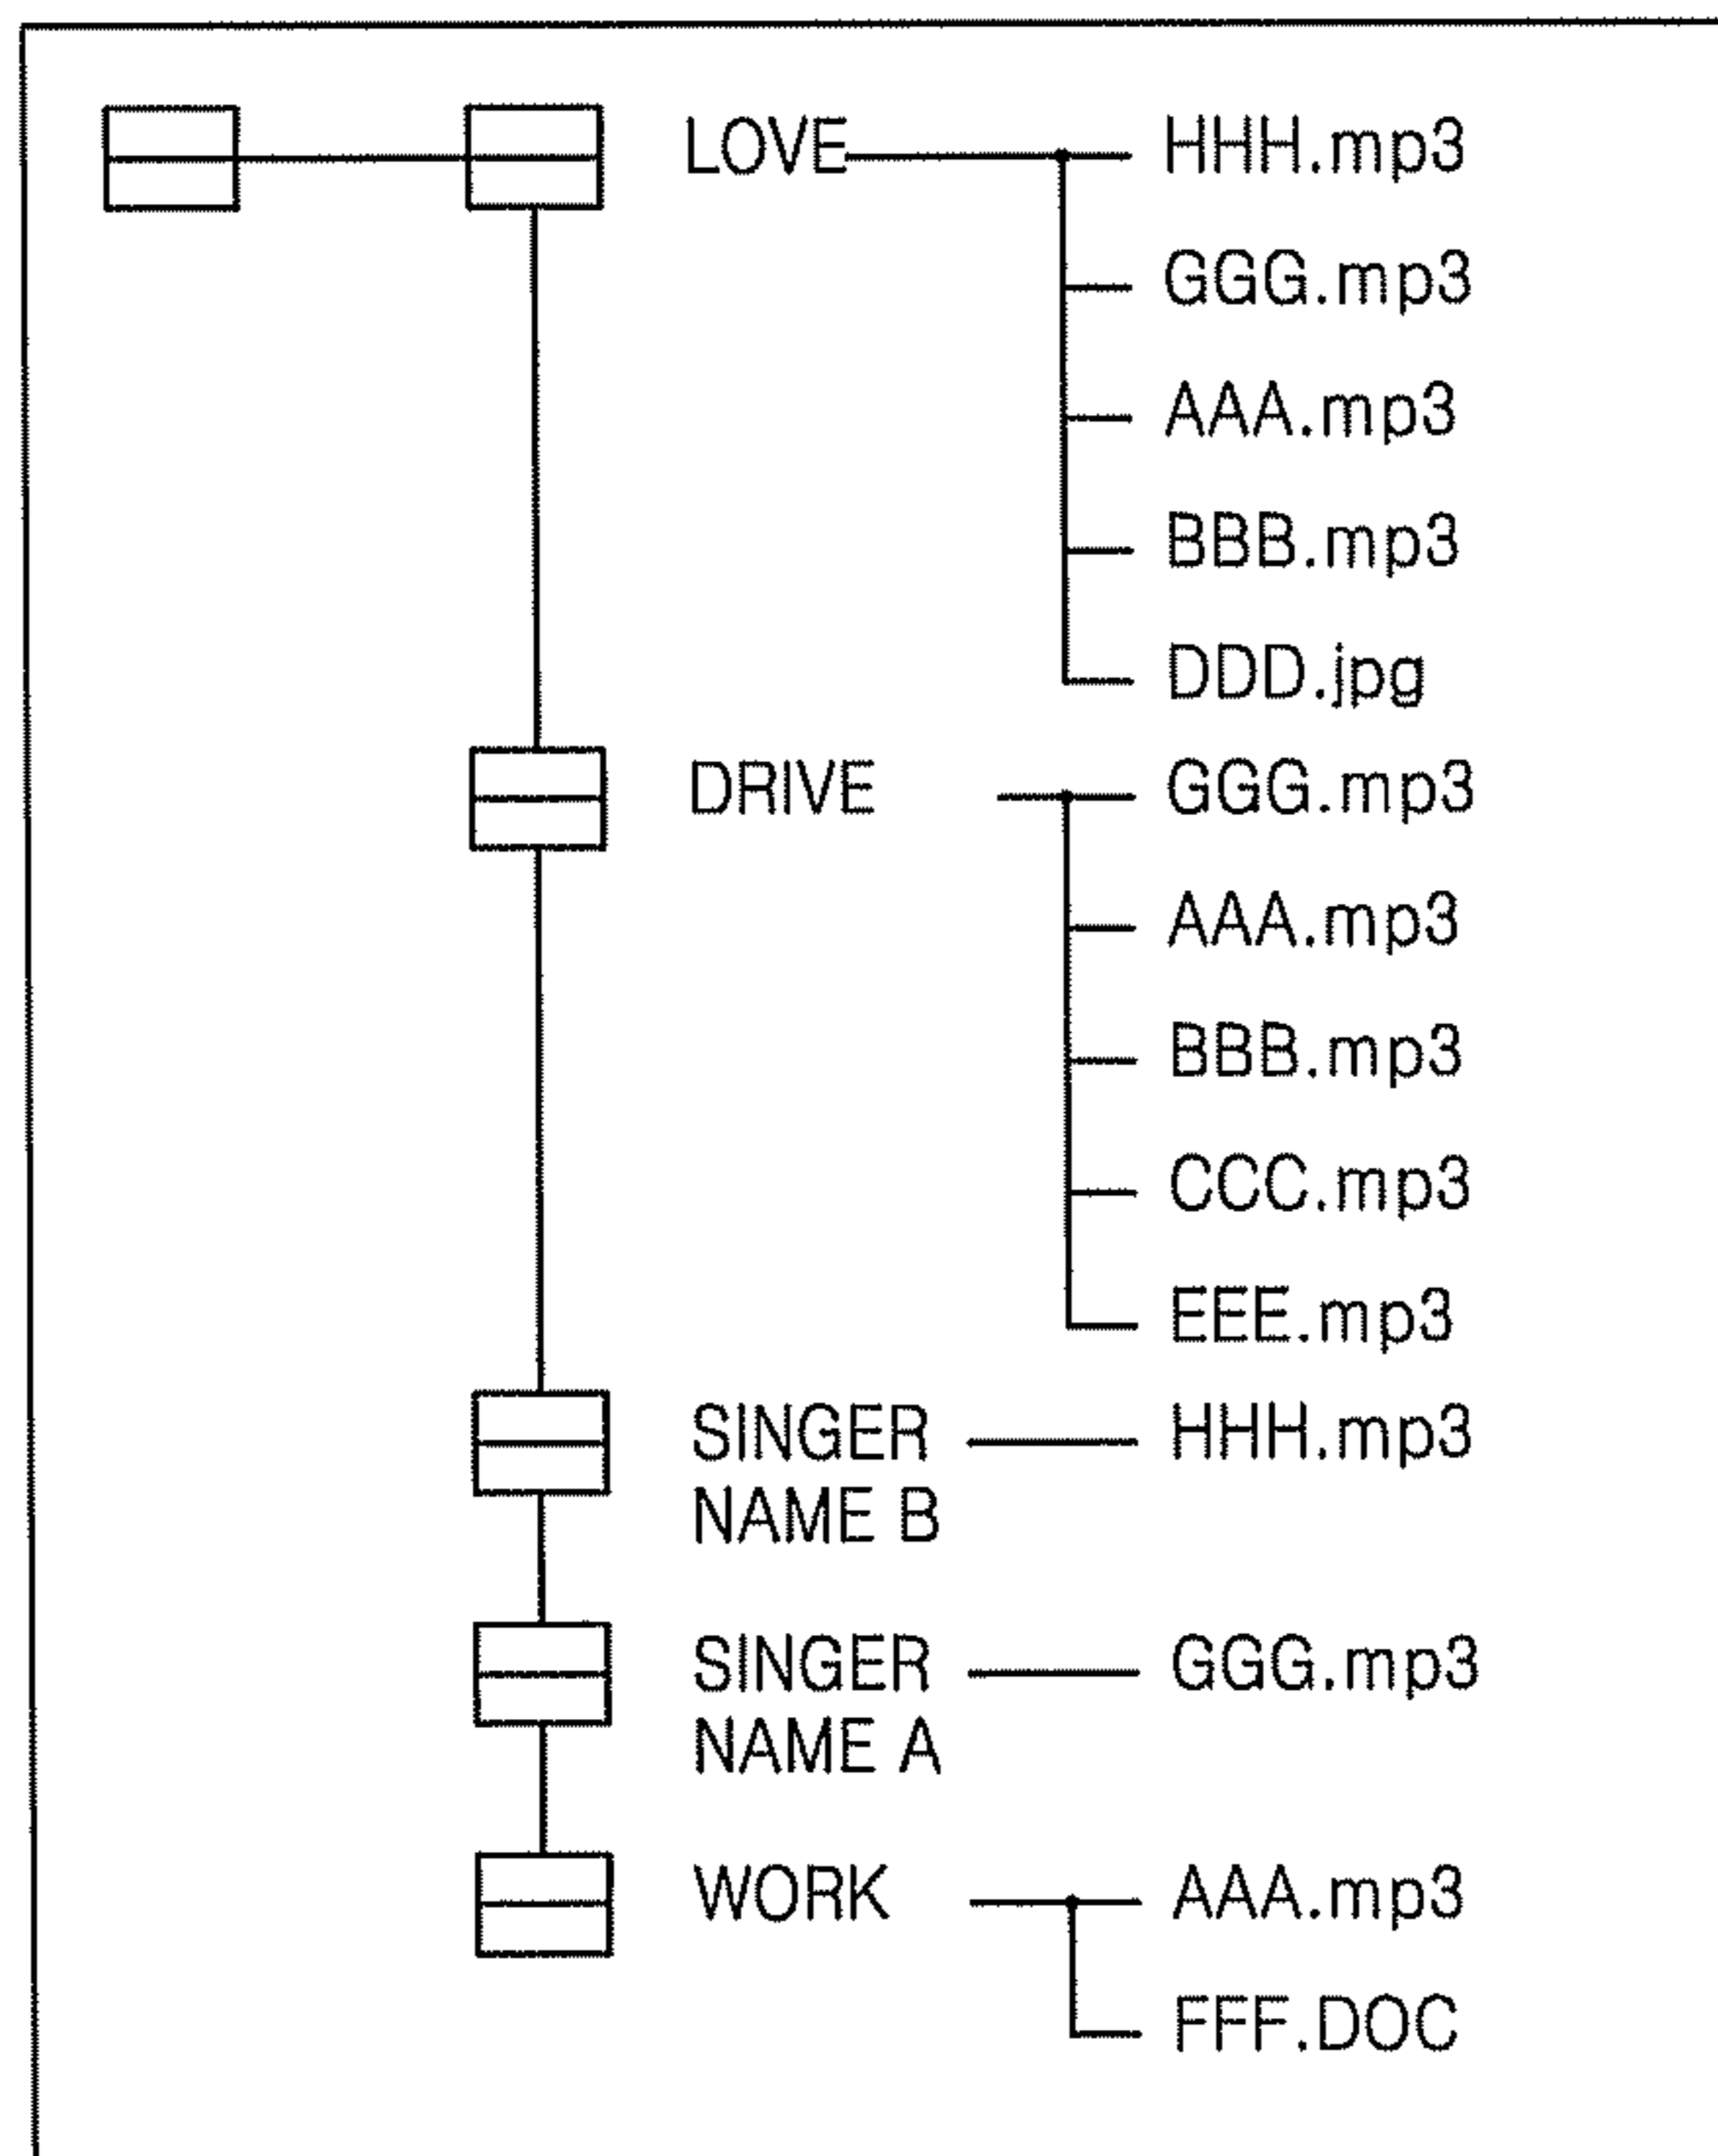 LOVE HHH.mp3
GGG.mp3
AAA.mp3
BBB.mp3
DDD.jpg
DRIVE GGG.mp3
AAA.mp3
BBB.mp3
CCC.mp3
EEE.mp3
SINGER HHH.mp3
NAME B
SINGER GGG.mp3
NAME A
WORK AAA.mp3
FFF.DOC